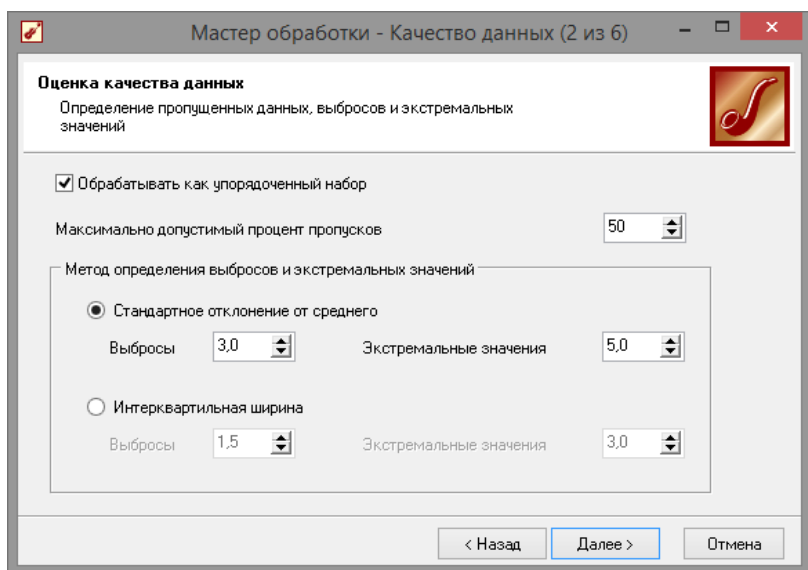 Мастер обработки - Качество данных (2 из 6)
Оценка качества данных
Определение пропущенных данных, выбросов и экстремальных
значений
Обрабатывать как упорядоченный набор
Максимально допустимый процент пропусков 50
Метод определения выбросов и экстремальных значений
Стандартное отклонение от среднего
Выбросы 3,0 Экстремальные значения 5,0
Интерквартильная ширина
Выбросы 1,5 Экстремальные значения 3,0
< Назад Далее > Отмена